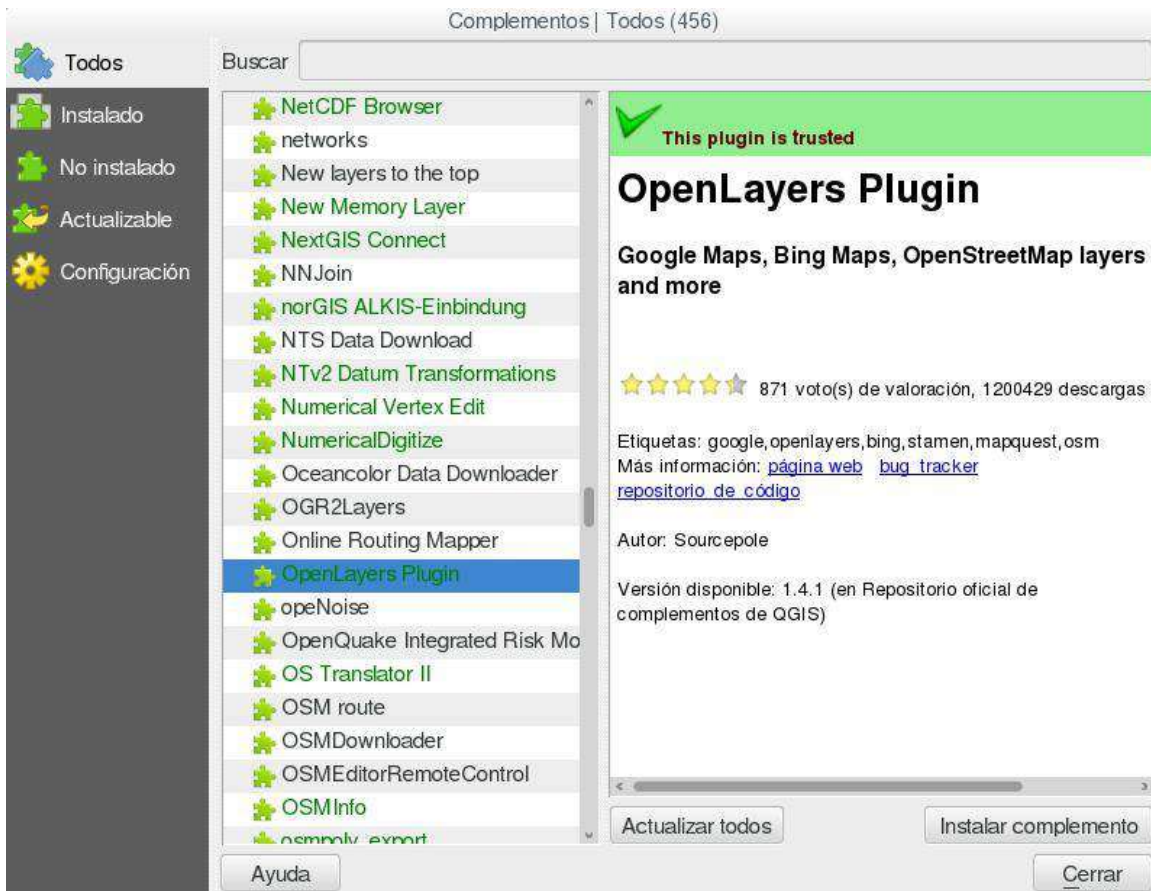 Complementos | Todos (456)
Todos
Instalado
No instalado
Actualizable
Configuración
Buscar
NetCDF Browser
networks
New layers to the top
New Memory Layer
NextGIS Connect
NNJoin
norGIS ALKIS-Einbindung
NTS Data Download
NTv2 Datum Transformations
Numerical Vertex Edit
NumericalDigitize
Oceancolor Data Downloader
OGR2Layers
Online Routing Mapper
OpenLayers Plugin
opeNoise
OpenQuake Integrated Risk Mo
OS Translator II
OSM route
OSMDownloader
OSMEditorRemoteControl
OSMInfo
osmpoly_export
This plugin is trusted
OpenLayers Plugin
Google Maps, Bing Maps, OpenStreetMap layers
and more
871 voto(s) de valoración, 1200429 descargas
Etiquetas: google,openlayers,bing,stamen,mapquest,osm
Más información: página web bug tracker
repositorio de código
Autor: Sourcepole
Versión disponible: 1.4.1 (en Repositorio oficial de
complementos de QGIS)
Actualizar todos
Instalar complemento
Ayuda
Cerrar